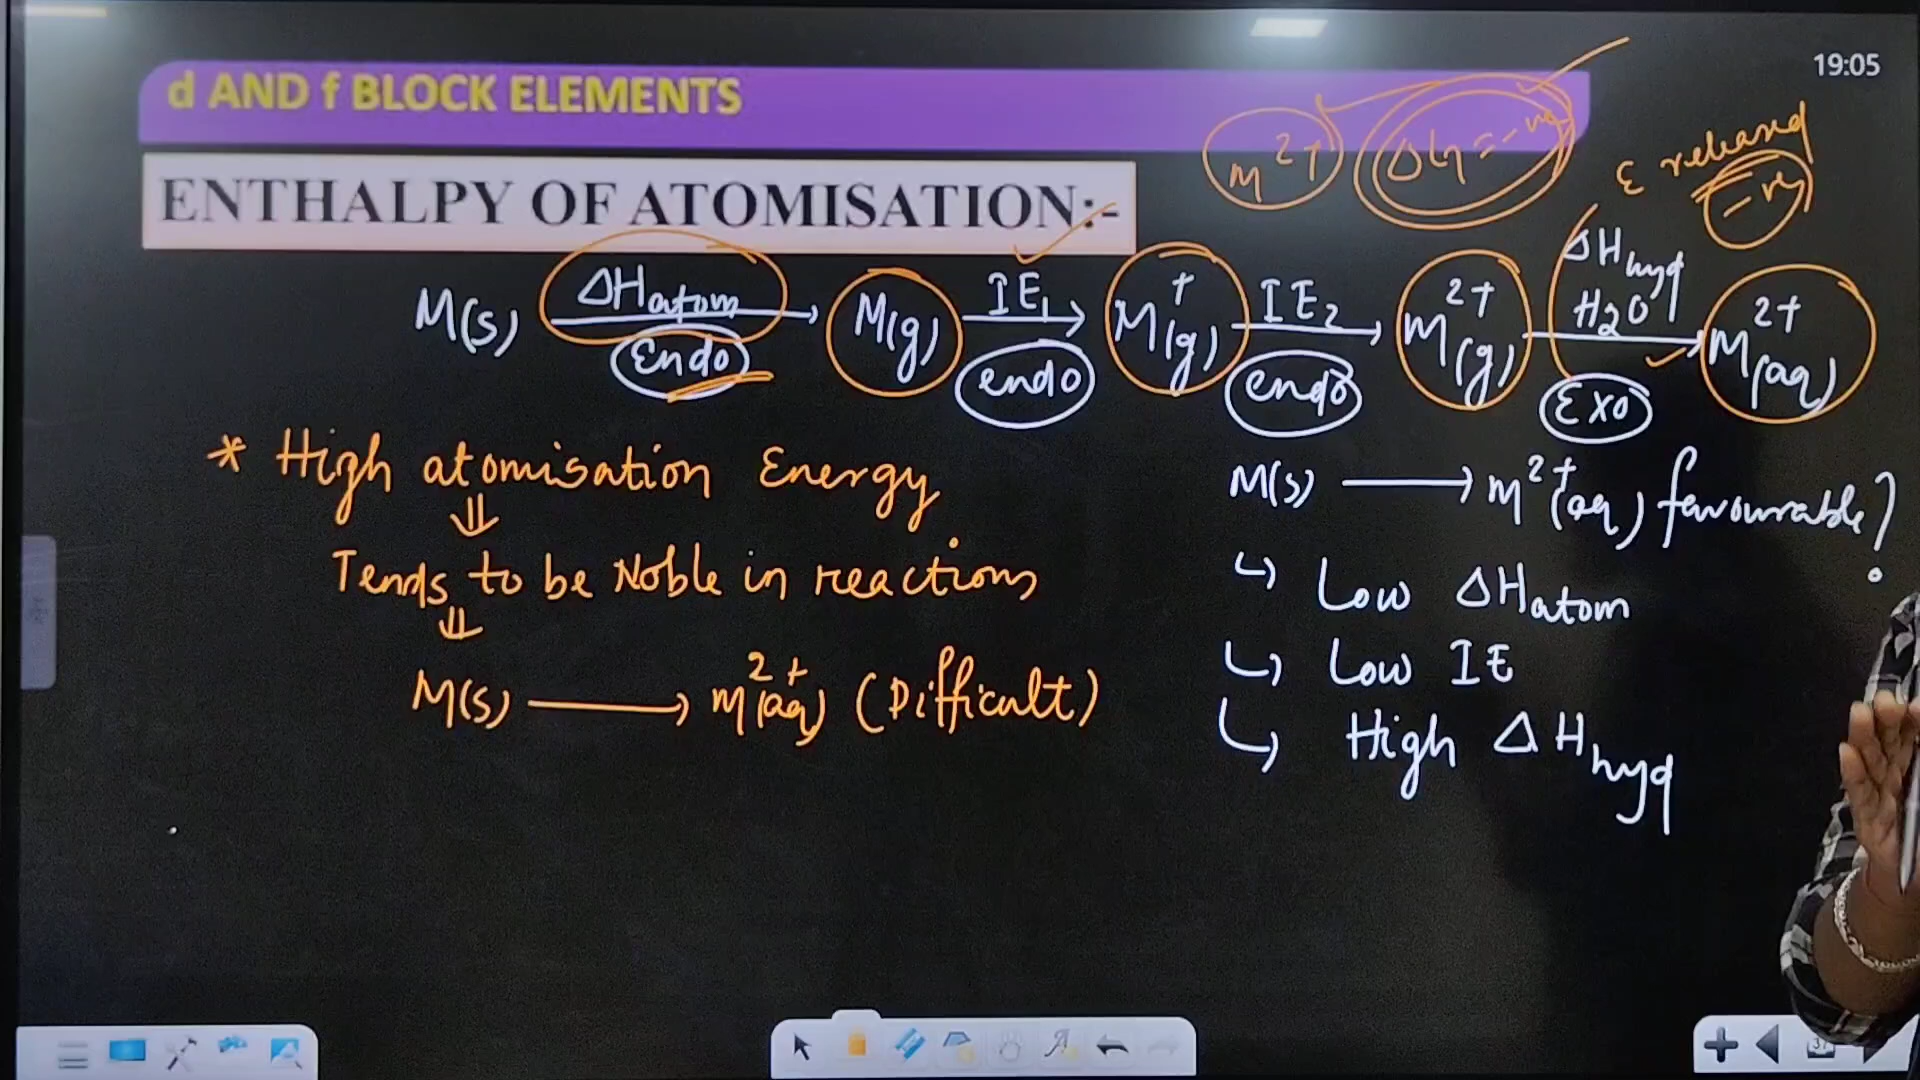 19:05
d AND f BLOCK ELEMENTS
m²⁺ ΔH = -ve
ε released -ve
ENTHALPY OF ATOMISATION:-
M(s) ΔHatom Endo → M(g) IE₁ endo → M⁺(g) IE₂ endo → M²⁺(g) ΔHhyd H₂O Exo → M²⁺(aq)
* High atomisation Energy
⇓
Tends to be Noble in reactions
⇓
M(s) → M²⁺(aq) (Difficult)
M(s) → M²⁺(aq) favourable?
↳ Low ΔHatom
↳ Low IE
↳ High ΔHhyd
37